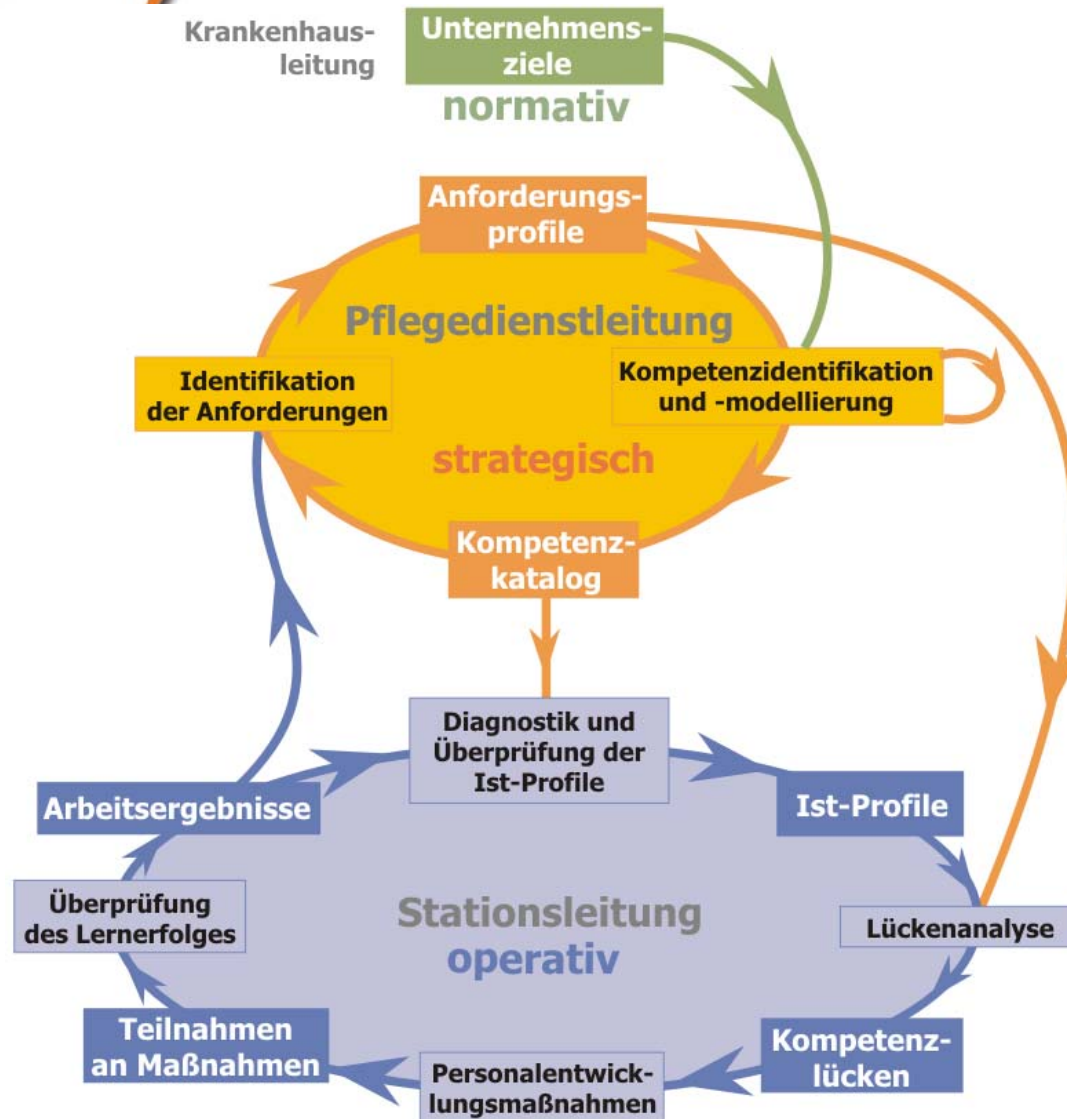 Krankenhaus-
leitung
Unternehmens-
ziele
normativ
Anforderungs-
profile
Pflegedienstleitung
Identifikation
der Anforderungen
Kompetenzidentifikation
und -modellierung
strategisch
Kompetenz-
katalog
Diagnostik und
Überprüfung der
Ist-Profile
Arbeitsergebnisse
Ist-Profile
Überprüfung
des Lernerfolges
Stationsleitung
operativ
Lückenanalyse
Teilnahmen
an Maßnahmen
Personalentwick-
lungsmaßnahmen
Kompetenz-
lücken